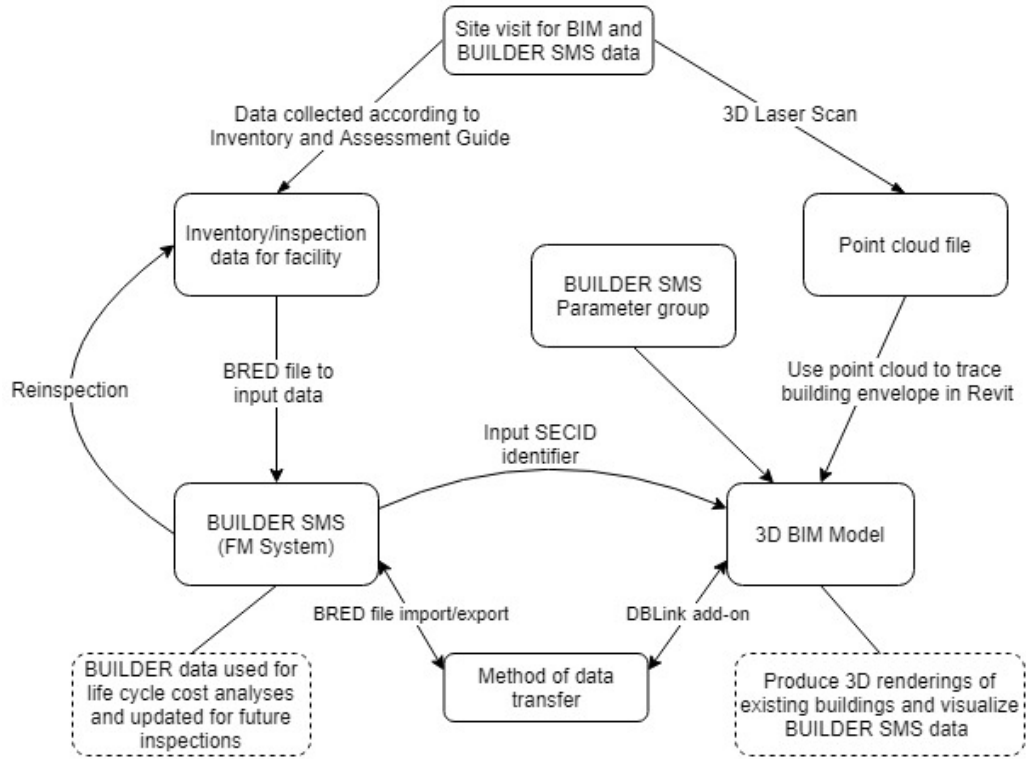 Site visit for BIM and
BUILDER SMS data
Data collected according to
Inventory and Assessment Guide
3D Laser Scan
Inventory/inspection
data for facility
Point cloud file
BUILDER SMS
Parameter group
Reinspection
BRED file to
input data
Use point cloud to trace
building envelope in Revit
Input SECID
identifier
BUILDER SMS
(FM System)
3D BIM Model
BRED file import/export
DBLink add-on
BUILDER data used for
life cycle cost analyses
and updated for future
inspections
Method of data
transfer
Produce 3D renderings of
existing buildings and visualize
BUILDER SMS data